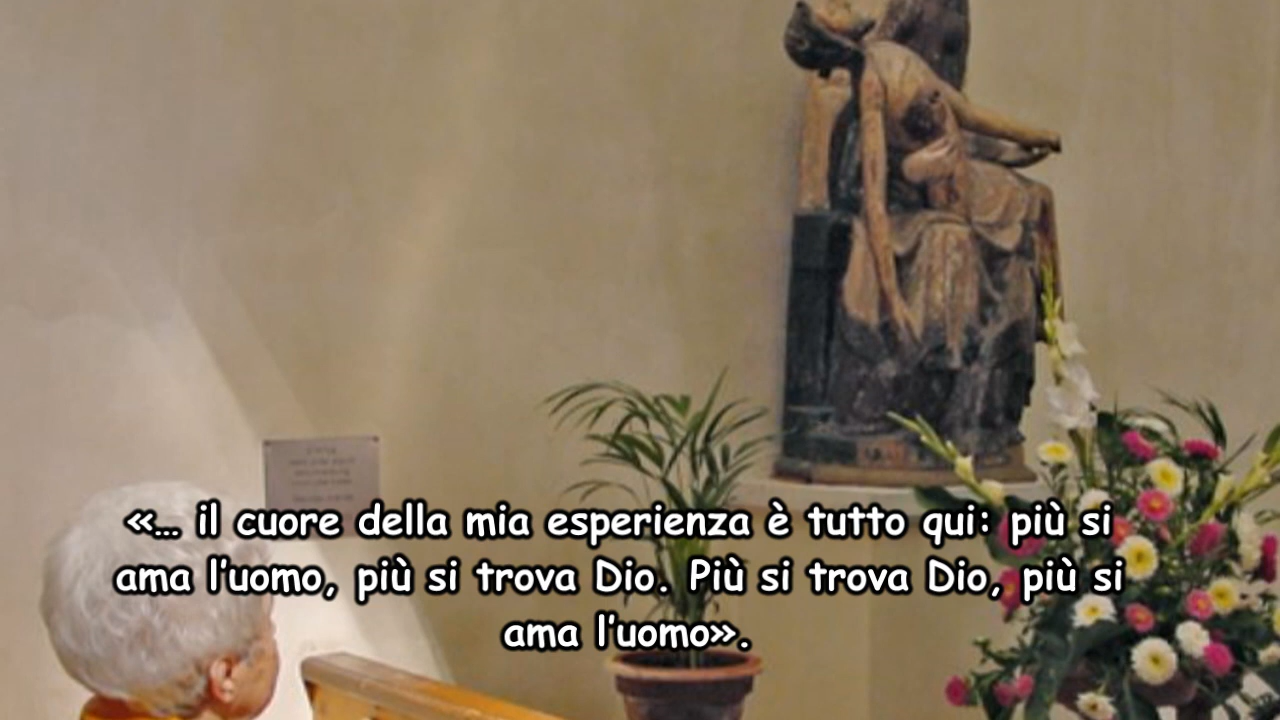 «… il cuore della mia esperienza è tutto qui: più si
ama l'uomo, più si trova Dio. Più si trova Dio, più si
ama l'uomo».